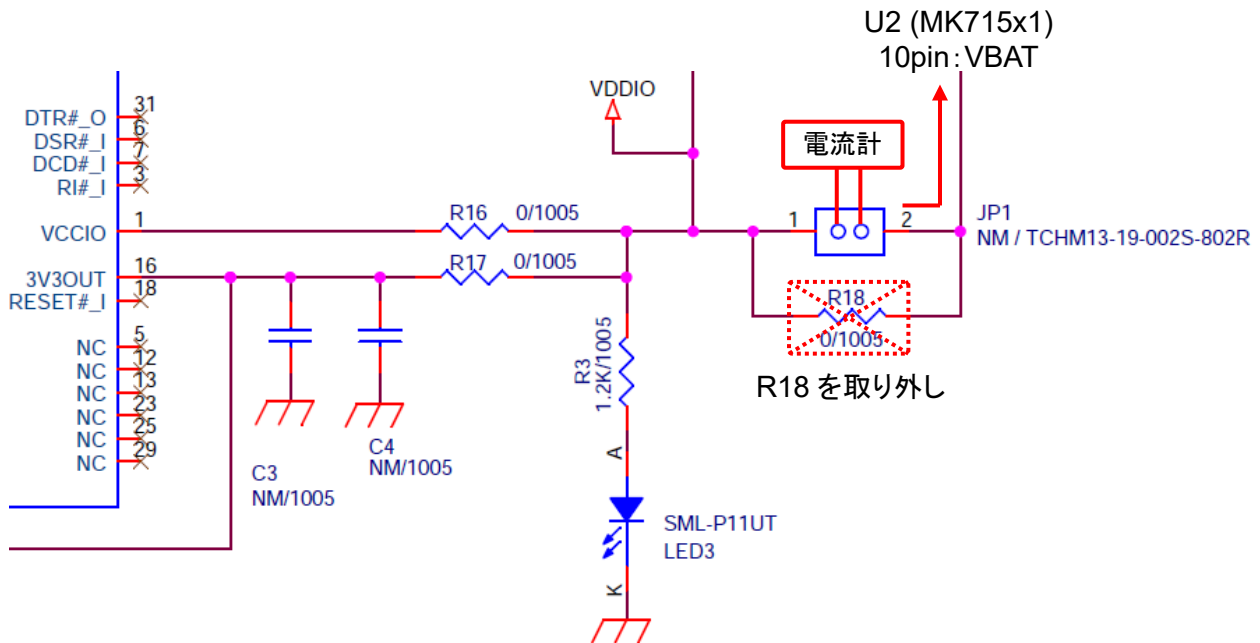 U2 (MK715x1)
10pin：VBAT
VDDIO
電流計
DTR#_O 31
DSR#_I 6
DCD#_I 7
RI#_I 3
VCCIO 1
R16 0/1005
1 2
JP1
NM / TCHM13-19-002S-802R
3V3OUT 16
R17 0/1005
RESET#_I 18
R18
0/1005
R18 を取り外し
NC 5
NC 12
NC 13
NC 23
NC 25
NC 29
R3
1.2K/1005
C3
NM/1005
C4
NM/1005
A
SML-P11UT
LED3
K